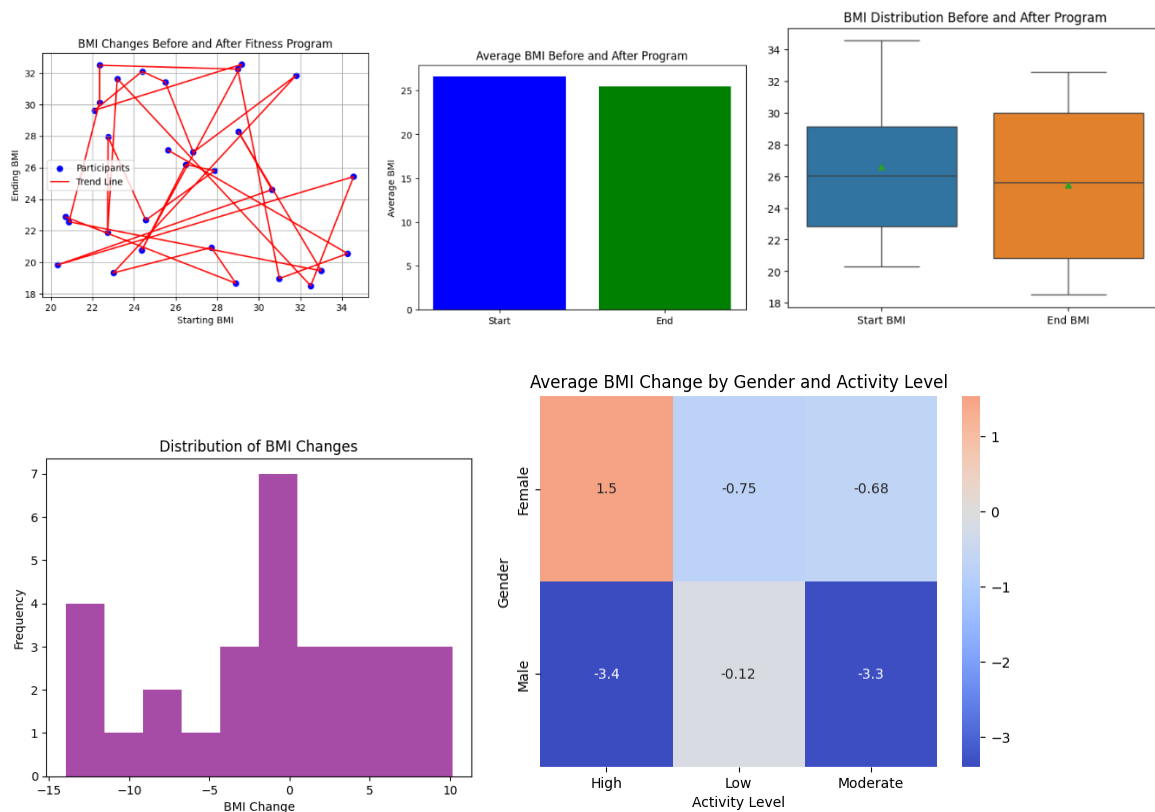 BMI Changes Before and After Fitness Program
32
30
28
26
24
22
20
18
Ending BMI
Participants
Trend Line
20 22 24 26 28 30 32 34
Starting BMI
Average BMI Before and After Program
25
20
15
10
5
0
Average BMI
Start End
BMI Distribution Before and After Program
34
32
30
28
26
24
22
20
18
Start BMI End BMI
Distribution of BMI Changes
7
6
5
4
3
2
1
0
Frequency
−15 −10 −5 0 5 10
BMI Change
Average BMI Change by Gender and Activity Level
Gender
Female
1.5 -0.75 -0.68
Male
-3.4 -0.12 -3.3
High Low Moderate
Activity Level
1
0
−1
−2
−3